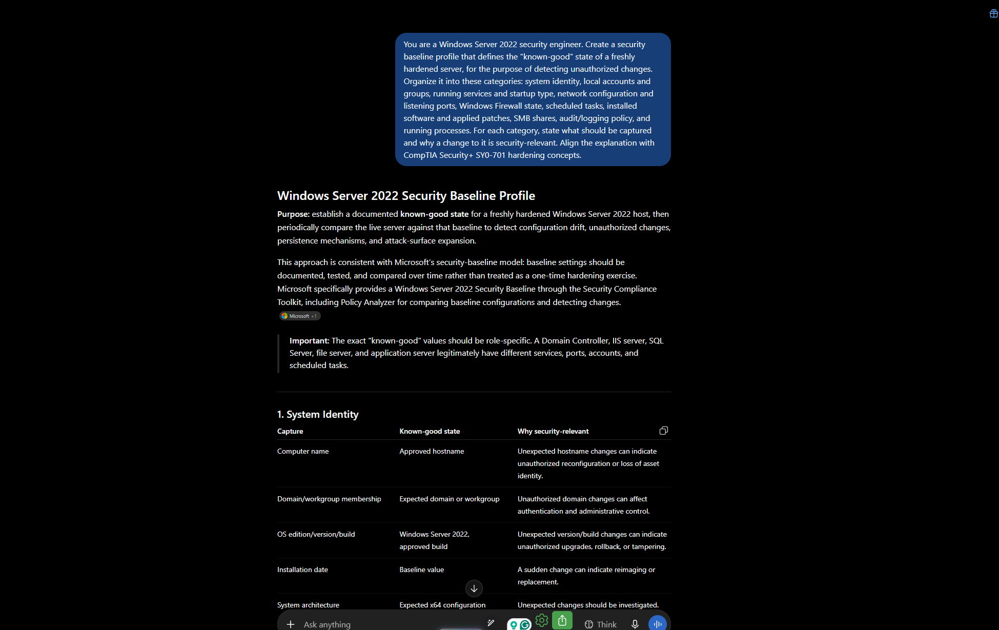 You are a Windows Server 2022 security engineer. Create a security
baseline profile that defines the "known-good" state of a freshly
hardened server, for the purpose of detecting unauthorized changes.
Organize it into these categories: system identity, local accounts and
groups, running services and startup type, network configuration and
listening ports, Windows Firewall state, scheduled tasks, installed
software and applied patches, SMB shares, audit/logging policy, and
running processes. For each category, state what should be captured
and why a change to it is security-relevant. Align the explanation with
CompTIA Security+ SY0-701 hardening concepts.
Windows Server 2022 Security Baseline Profile
Purpose: establish a documented known-good state for a freshly hardened Windows Server 2022 host, then
periodically compare the live server against that baseline to detect configuration drift, unauthorized changes,
persistence mechanisms, and attack-surface expansion.
This approach is consistent with Microsoft's security-baseline model: baseline settings should be
documented, tested, and compared over time rather than treated as a one-time hardening exercise.
Microsoft specifically provides a Windows Server 2022 Security Baseline through the Security Compliance
Toolkit, including Policy Analyzer for comparing baseline configurations and detecting changes.
Microsoft +1
Important: The exact "known-good" values should be role-specific. A Domain Controller, IIS server, SQL
Server, file server, and application server legitimately have different services, ports, accounts, and
scheduled tasks.
1. System Identity
Capture Known-good state Why security-relevant
Computer name Approved hostname Unexpected hostname changes can indicate
unauthorized reconfiguration or loss of asset
identity.
Domain/workgroup membership Expected domain or workgroup Unauthorized domain changes can affect
authentication and administrative control.
OS edition/version/build Windows Server 2022, Unexpected version/build changes can indicate
approved build unauthorized upgrades, rollback, or tampering.
Installation date Baseline value A sudden change can indicate reimaging or
replacement.
System architecture Expected x64 configuration Unexpected changes should be investigated.
Ask anything Think